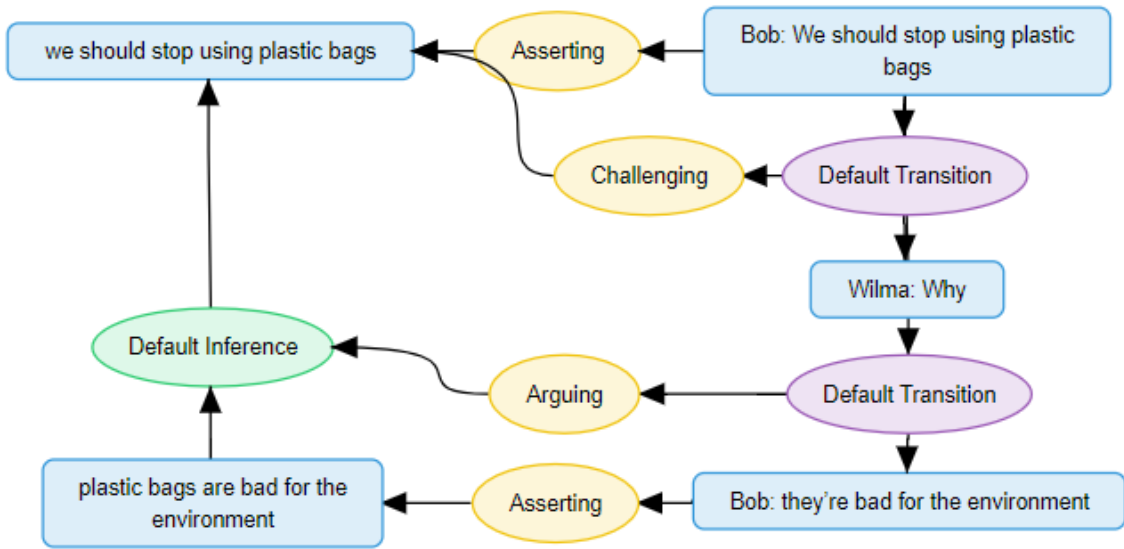 we should stop using plastic bags
Asserting
Bob: We should stop using plastic
bags
Challenging
Default Transition
Wilma: Why
Default Inference
Arguing
Default Transition
plastic bags are bad for the
environment
Asserting
Bob: they’re bad for the environment